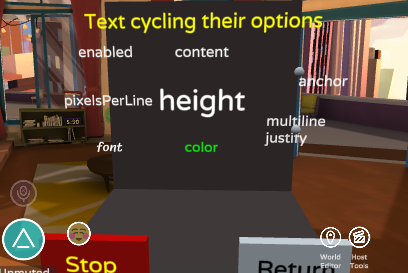 Text cycling their options
enabled
content
anchor
pixelsPerLine
height
multiline
justify
font
color
5:00
World
Editor
Host
Tools
Unmuted
Stop
Return